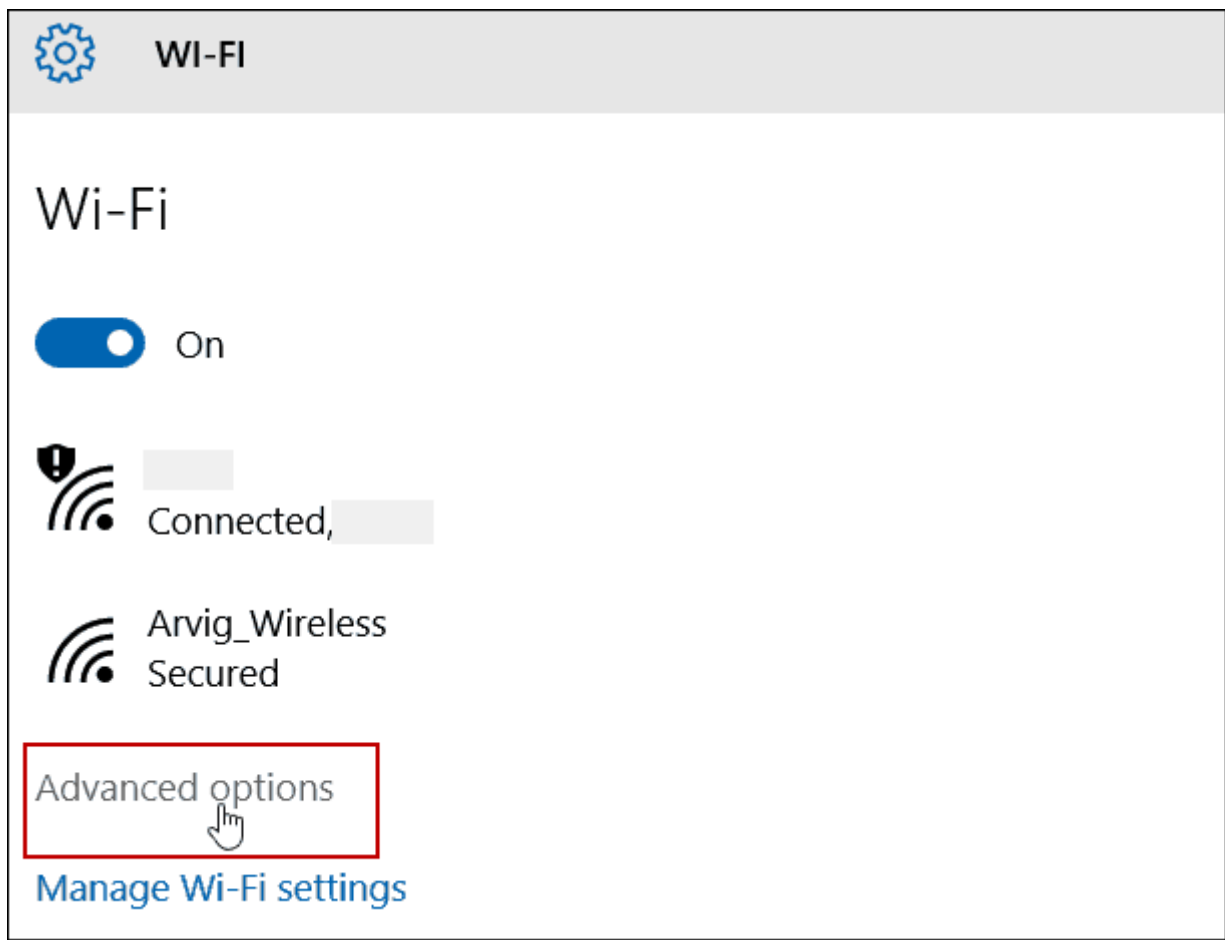 WI-FI
Wi-Fi
On
Connected,
Arvig_Wireless
Secured
Advanced options
Manage Wi-Fi settings